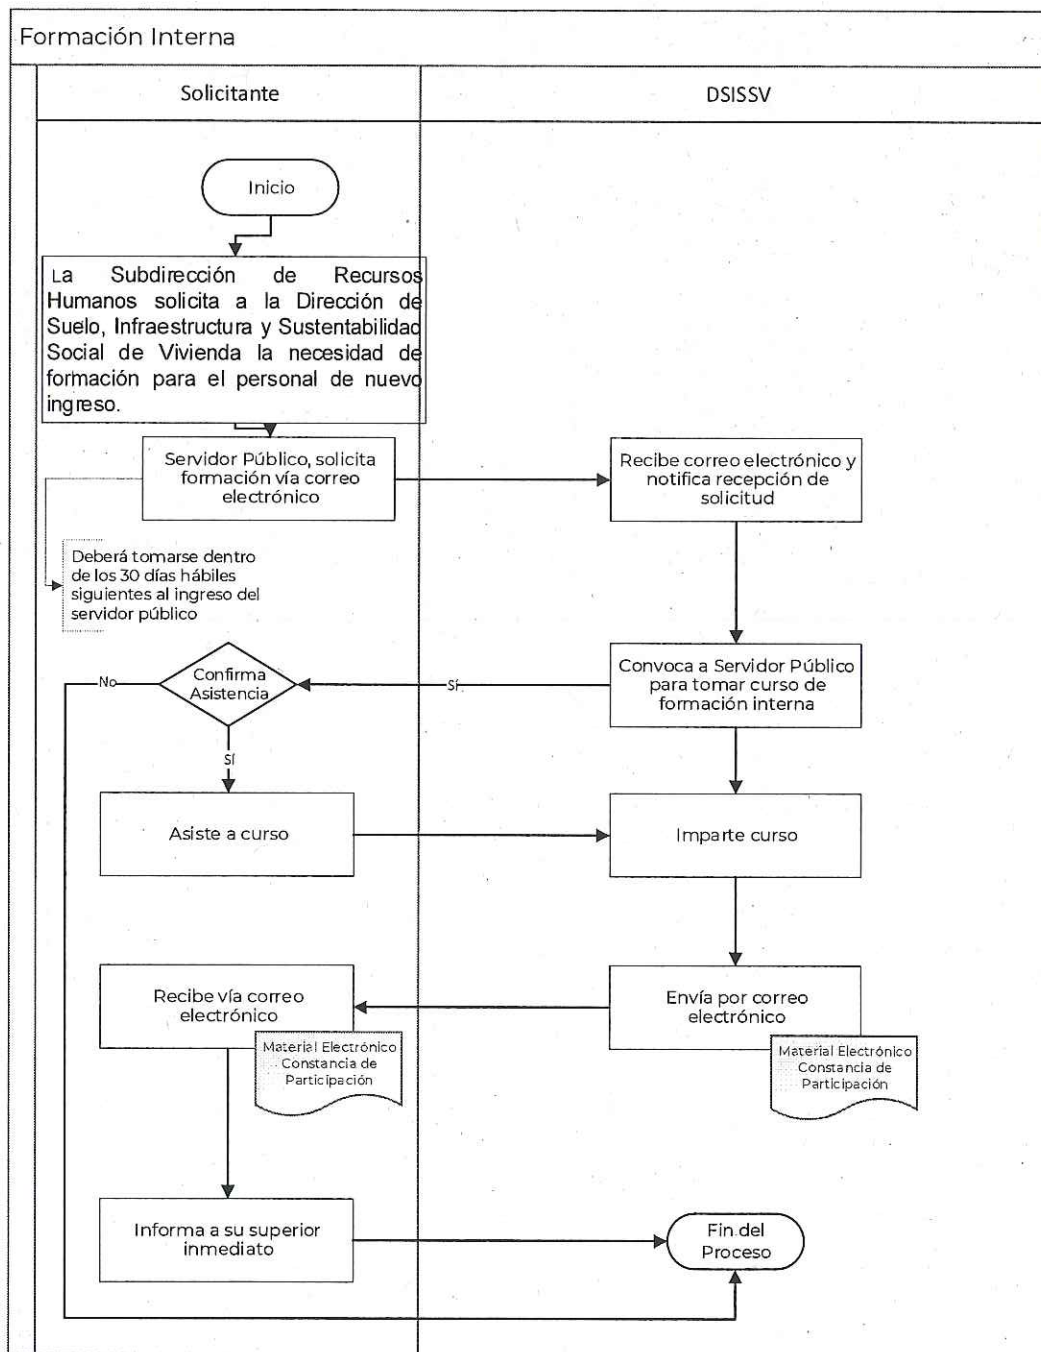 Formación Interna
Solicitante
DSISSV
Inicio
La Subdirección de Recursos
Humanos solicita a la Dirección de
Suelo, Infraestructura y Sustentabilidad
Social de Vivienda la necesidad de
formación para el personal de nuevo
ingreso.
Servidor Público, solicita
formación vía correo
electrónico
Recibe correo electrónico y
notifica recepción de
solicitud
Deberá tomarse dentro
de los 30 días hábiles
siguientes al ingreso del
servidor público
Convoca a Servidor Público
para tomar curso de
formación interna
Sí
Confirma
Asistencia
No
Sí
Asiste a curso
Imparte curso
Envía por correo
electrónico
Material Electrónico
Constancia de
Participación
Recibe vía correo
electrónico
Material Electrónico
Constancia de
Participación
Informa a su superior
inmediato
Fin del
Proceso